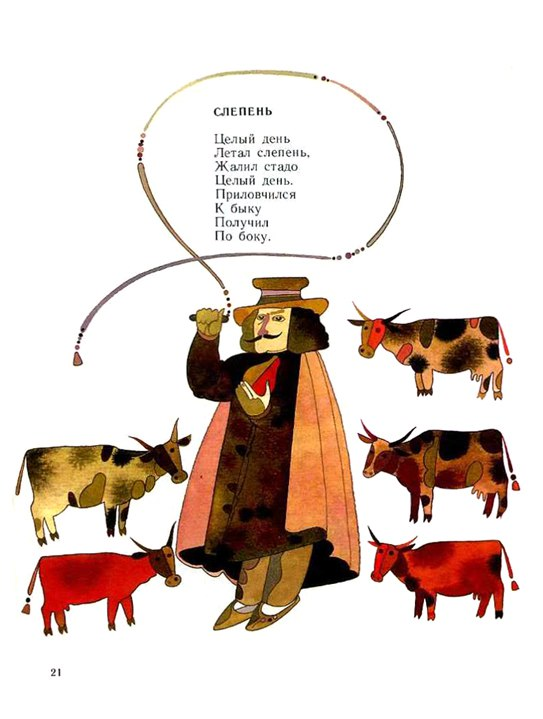 СЛЕПЕНЬ
Целый день
Летал слепень,
Жалил стадо
Целый день.
Приловчился
К быку
Получил
По боку.
21